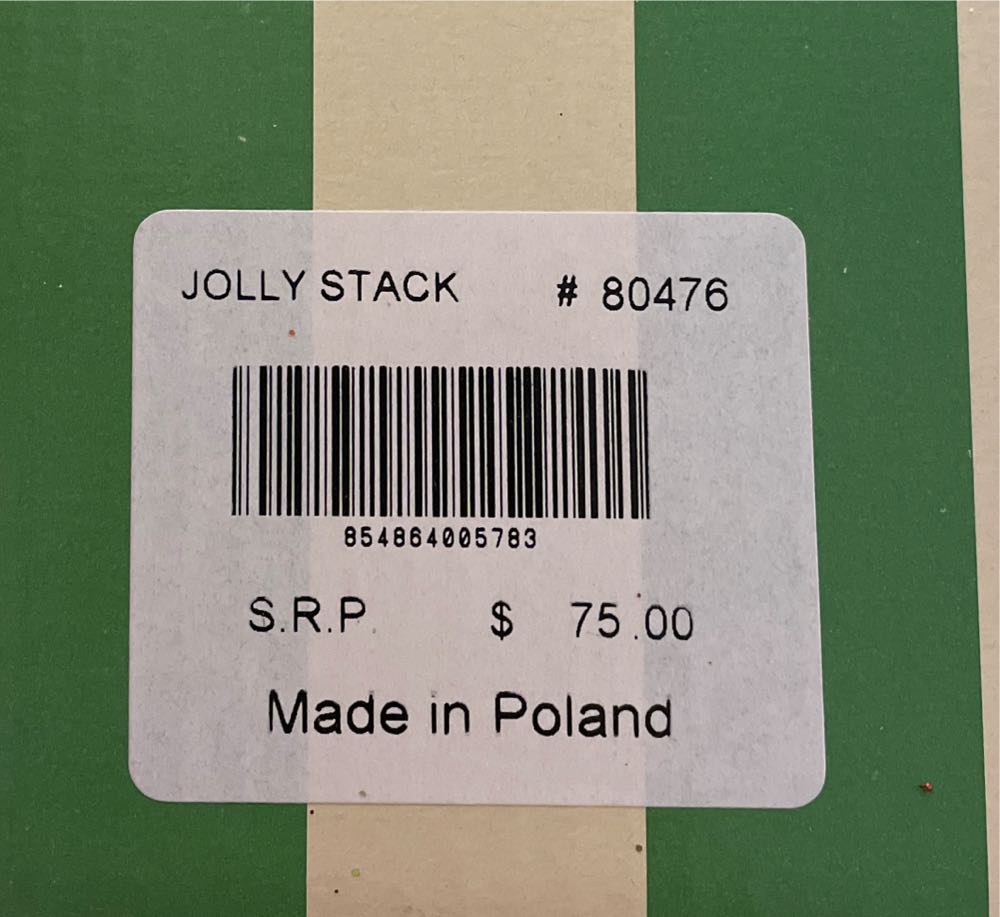 JOLLY STACK # 80476
854864005783
S.R.P. $ 75.00
Made in Poland